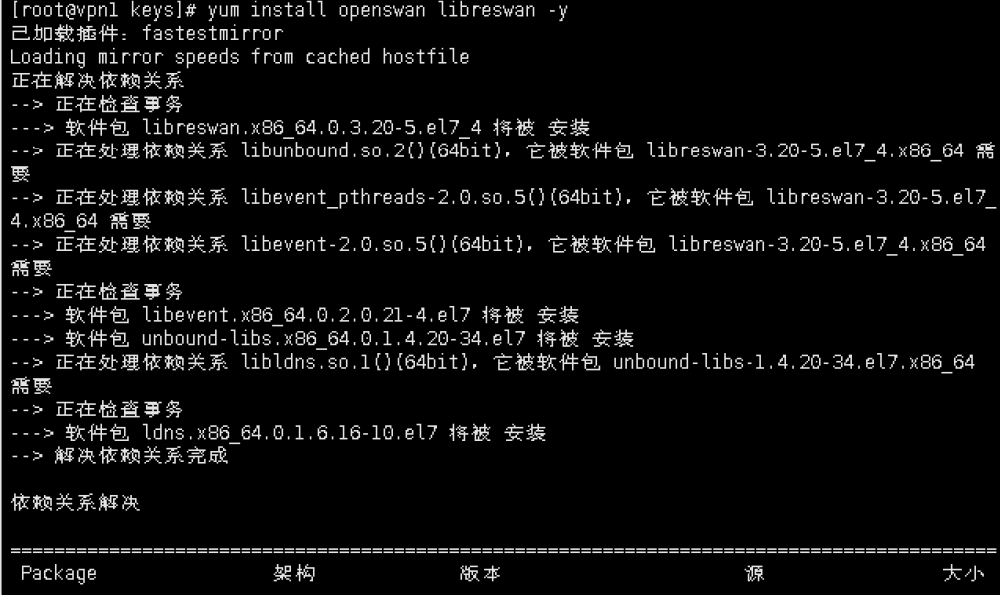 [root@vpn1 keys]# yum install openswan libreswan -y
已加载插件：fastestmirror
Loading mirror speeds from cached hostfile
正在解决依赖关系
--> 正在检查事务
---> 软件包 libreswan.x86_64.0.3.20-5.el7_4 将被 安装
--> 正在处理依赖关系 libunbound.so.2()(64bit)，它被软件包 libreswan-3.20-5.el7_4.x86_64 需
要
--> 正在处理依赖关系 libevent_pthreads-2.0.so.5()(64bit)，它被软件包 libreswan-3.20-5.el7_
4.x86_64 需要
--> 正在处理依赖关系 libevent-2.0.so.5()(64bit)，它被软件包 libreswan-3.20-5.el7_4.x86_64
需要
--> 正在检查事务
---> 软件包 libevent.x86_64.0.2.0.21-4.el7 将被 安装
---> 软件包 unbound-libs.x86_64.0.1.4.20-34.el7 将被 安装
--> 正在处理依赖关系 libldns.so.1()(64bit)，它被软件包 unbound-libs-1.4.20-34.el7.x86_64
需要
--> 正在检查事务
---> 软件包 ldns.x86_64.0.1.6.16-10.el7 将被 安装
--> 解决依赖关系完成
依赖关系解决
==========================================================================================
Package 架构 版本 源 大小